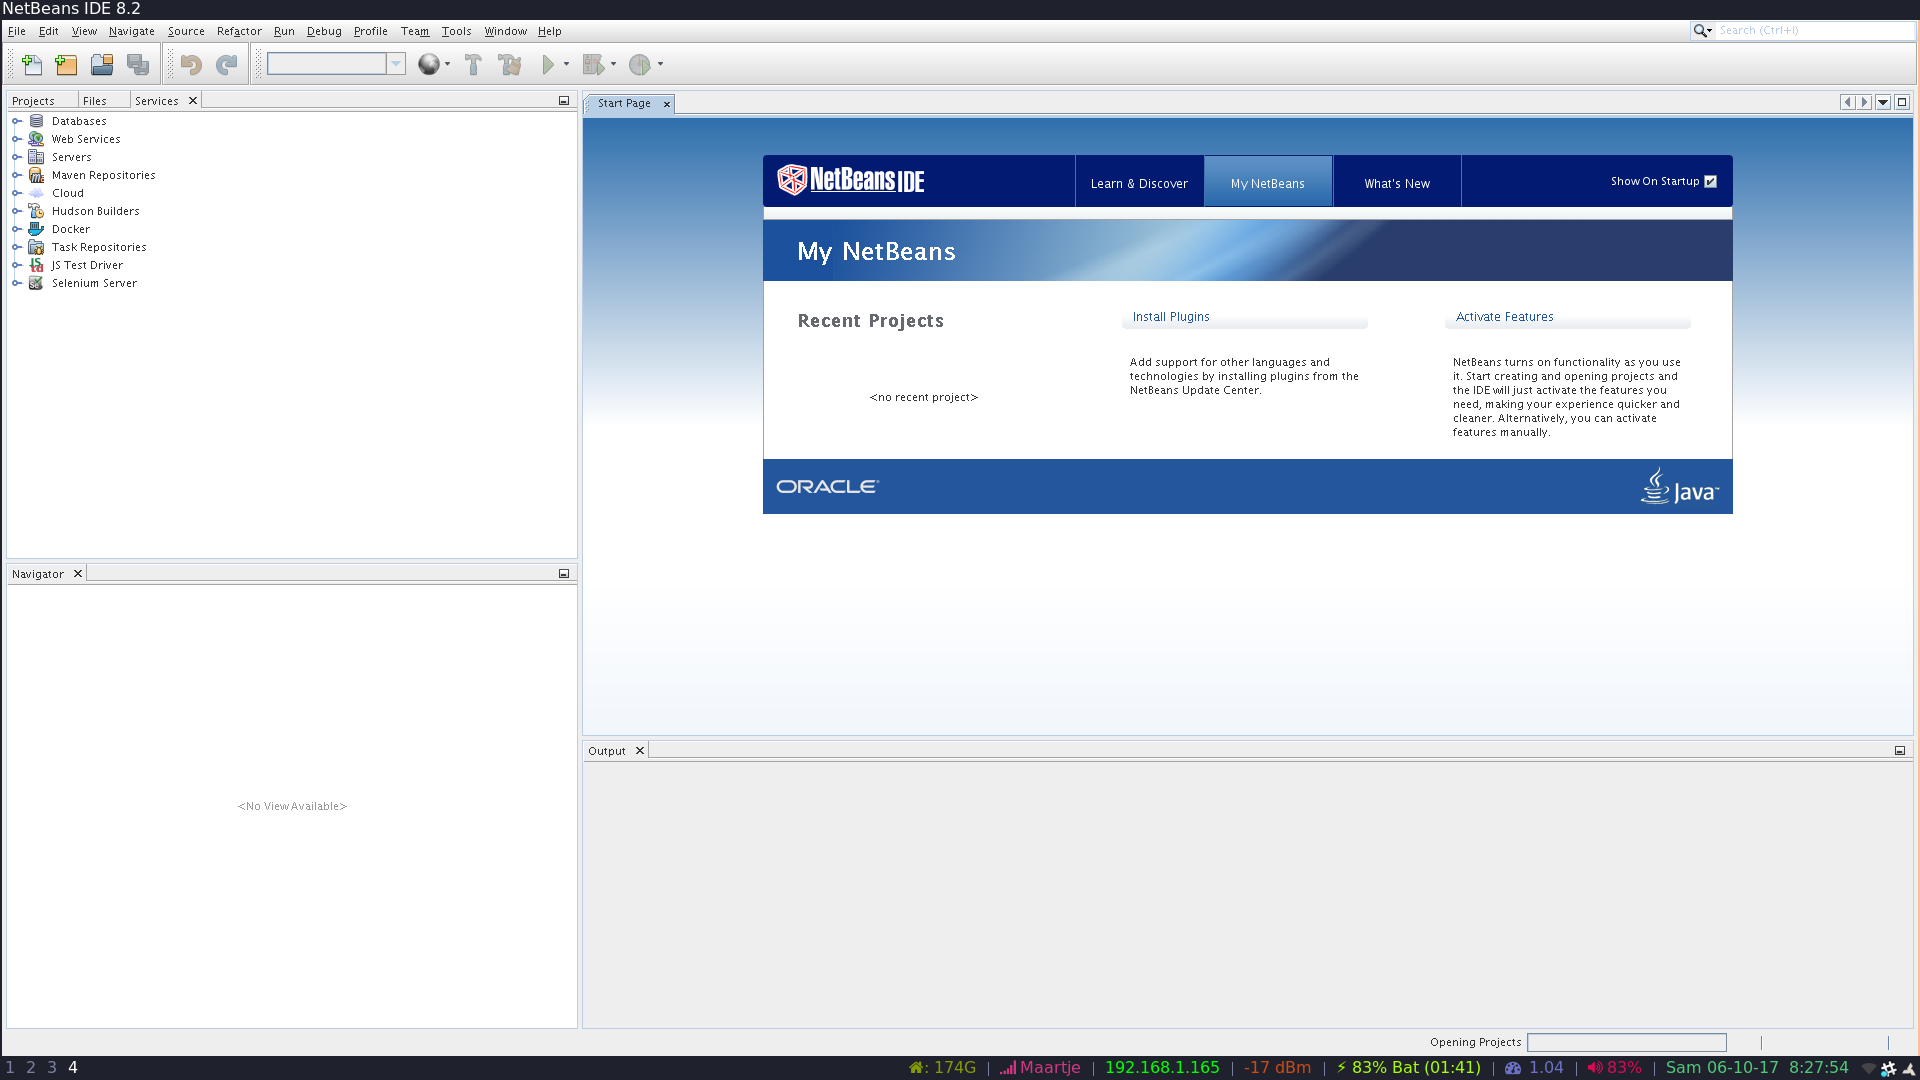 NetBeans IDE 8.2
File Edit View Navigate Source Refactor Run Debug Profile Team Tools Window Help
Search (Ctrl+I)
Projects Files Services
Databases
Web Services
Servers
Maven Repositories
Cloud
Hudson Builders
Docker
Task Repositories
JS Test Driver
Selenium Server
Start Page
NetBeans IDE
Learn & Discover
My NetBeans
What's New
Show On Startup
My NetBeans
Recent Projects
<no recent project>
Install Plugins
Add support for other languages and
technologies by installing plugins from the
NetBeans Update Center.
Activate Features
NetBeans turns on functionality as you use
it. Start creating and opening projects and
the IDE will just activate the features you
need, making your experience quicker and
cleaner. Alternatively, you can activate
features manually.
ORACLE
Java™
Navigator
<No View Available>
Output
Opening Projects
1 2 3 4
: 174G | Maartje | 192.168.1.165 | -17 dBm | 83% Bat (01:41) | 1.04 | 83% | Sam 06-10-17 8:27:54